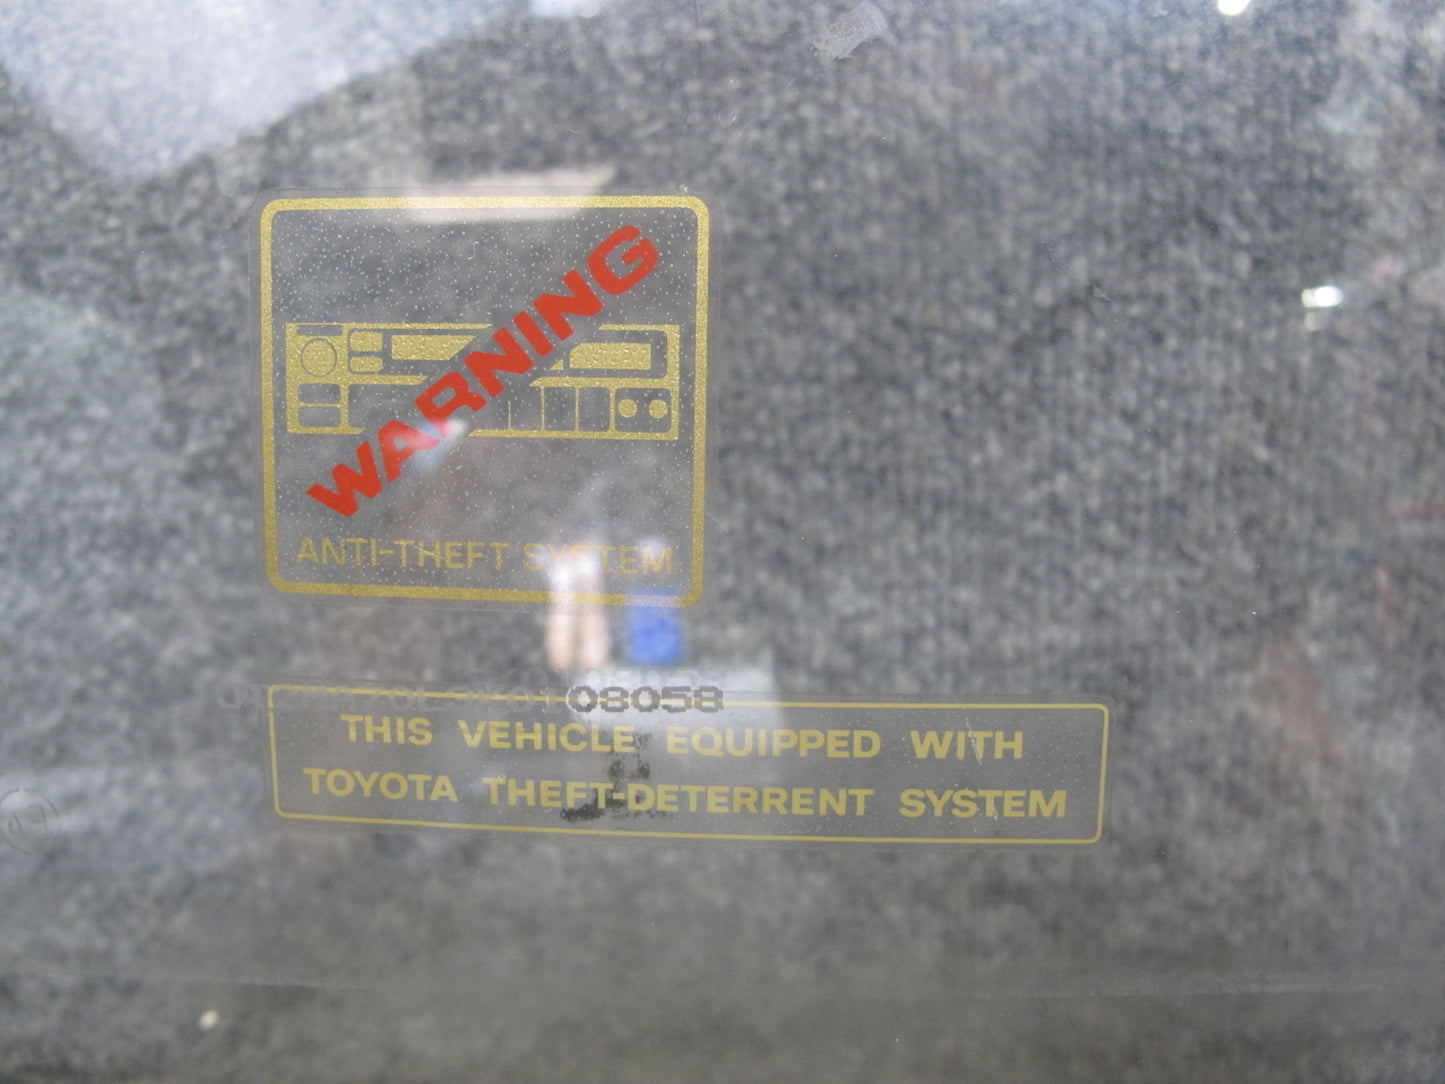 WARNING
ANTI-THEFT SYSTEM
08058
THIS VEHICLE EQUIPPED WITH
TOYOTA THEFT-DETERRENT SYSTEM